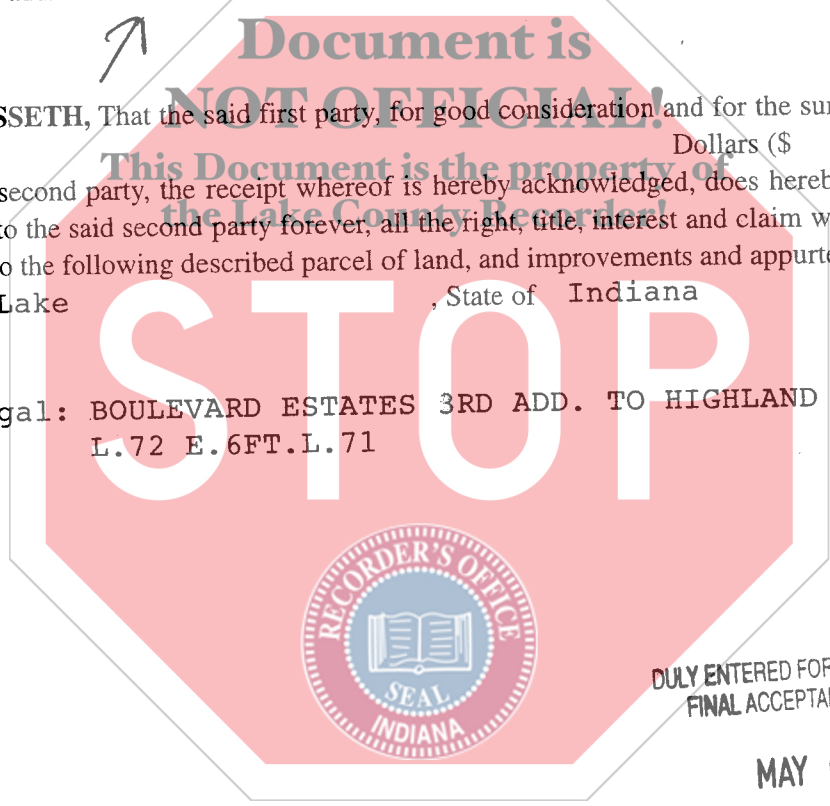 Document is
NOT OFFICIAL!
SSETH, That the said first party, for good consideration and for the sum
Dollars ($
This Document is the property of
second party, the receipt whereof is hereby acknowledged, does hereb
the Lake County Recorder!
to the said second party forever, all the right, title, interest and claim w
o the following described parcel of land, and improvements and appurte
Lake , State of Indiana
STOP
gal: BOULEVARD ESTATES 3RD ADD. TO HIGHLAND
L.72 E.6FT.L.71
RECORDER'S OFFICE
SEAL
INDIANA
DULY ENTERED FOR
FINAL ACCEPTA
MAY